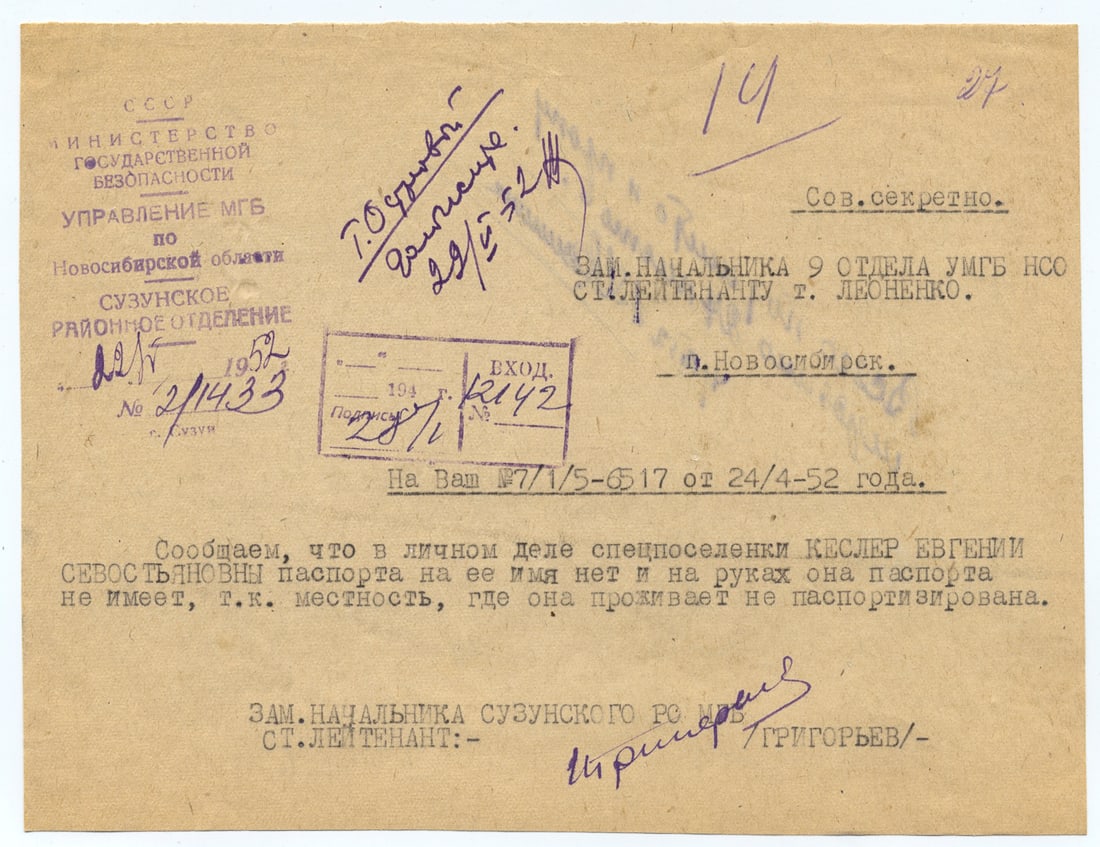 СССР
МИНИСТЕРСТВО
ГОСУДАРСТВЕННОЙ
БЕЗОПАСНОСТИ
УПРАВЛЕНИЕ МГБ
по
Новосибирской области
СУЗУНСКОЕ
РАЙОННОЕ ОТДЕЛЕНИЕ
22/V 1952 г.
№ 2/1433
с. Сузун
14
27
Сов.секретно.
ЗАМ.НАЧАЛЬНИКА 9 ОТДЕЛА УМГБ НСО
СТ.ЛЕЙТЕНАНТУ т. ЛЕОНЕНКО.
г.Новосибирск.
"—" —
194 г.
Подпись
ВХОД.
№ 12142
На Ваш №7/1/5-6517 от 24/4-52 года.
Сообщаем, что в личном деле спецпоселенки КЕСЛЕР ЕВГЕНИИ
СЕВОСТЬЯНОВНЫ паспорта на ее имя нет и на руках она паспорта
не имеет, т.к. местность, где она проживает не паспортизирована.
ЗАМ.НАЧАЛЬНИКА СУЗУНСКОГО РО МГБ
СТ.ЛЕЙТЕНАНТ:- /ГРИГОРЬЕВ/-